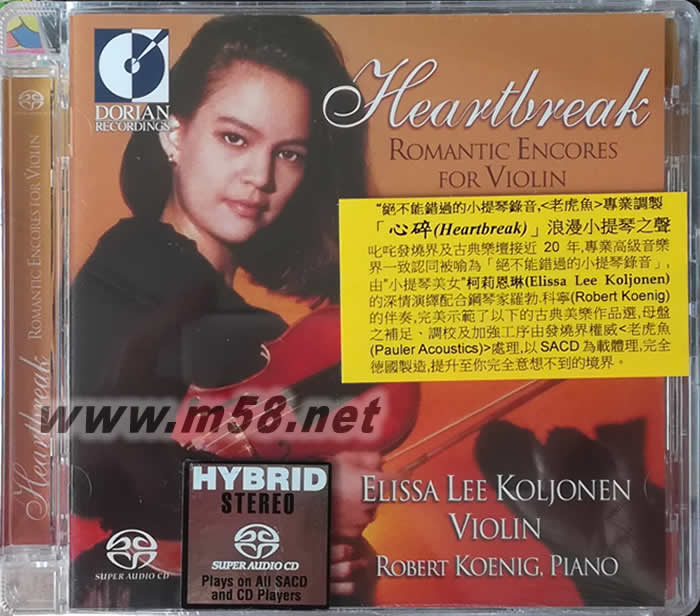 DORIAN
RECORDINGS
Heartbreak
ROMANTIC ENCORES
FOR VIOLIN
"絕不能錯過的小提琴錄音,<老虎魚>專業調製
「心碎(Heartbreak)」浪漫小提琴之聲
叱咤發燒界及古典樂壇接近 20 年,專業高級音樂
界一致認同被喻為「絕不能錯過的小提琴錄音」,
由"小提琴美女"柯莉恩琳(Elissa Lee Koljonen)
的深情演繹配合鋼琴家羅勃.科寧(Robert Koenig)
的伴奏,完美示範了以下的古典美樂作品選,母盤
之補足、調校及加強工序由發燒界權威<老虎魚
(Pauler Acoustics)>處理,以SACD為載體理,完全
德國製造,提升至你完全意想不到的境界。
www.m58.net
ELISSA LEE KOLJONEN
VIOLIN
ROBERT KOENIG, PIANO
HYBRID
STEREO
SUPER AUDIO CD
Plays on All SACD
and CD Players
SUPER AUDIO CD
SACD
Heartbreak
ROMANTIC ENCORES FOR VIOLIN